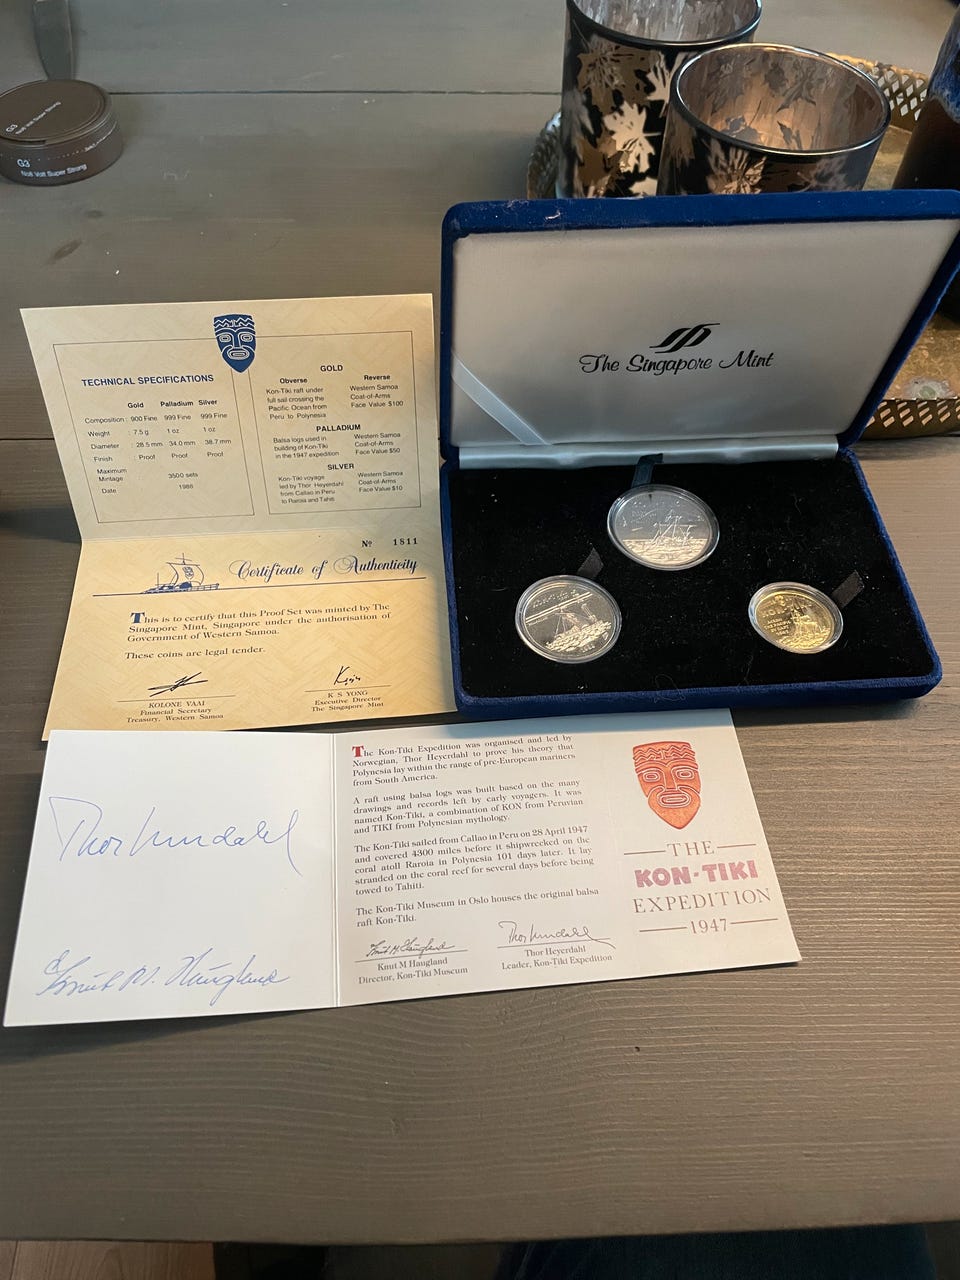 G3
Noll Volt Super Strong
The Singapore Mint
TECHNICAL SPECIFICATIONS
Gold Palladium Silver
Composition : 900 Fine 999 Fine 999 Fine
Weight : 7.5 g 1 oz 1 oz
Diameter : 28.5 mm 34.0 mm 38.7 mm
Finish : Proof Proof Proof
Maximum
Mintage 3500 sets
Date 1988
GOLD
Obverse Reverse
Kon-Tiki raft under Western Samoa
full sail crossing the Coat-of-Arms
Pacific Ocean from Face Value $100
Peru to Polynesia
PALLADIUM
Balsa logs used in Western Samoa
building of Kon-Tiki Coat-of-Arms
in the 1947 expedition Face Value $50
SILVER
Kon-Tiki voyage Western Samoa
led by Thor Heyerdahl Coat-of-Arms
from Callao in Peru Face Value $10
to Raroia and Tahiti
Nº 1811
Certificate of Authenticity
This is to certify that this Proof Set was minted by The
Singapore Mint, Singapore under the authorisation of
Government of Western Samoa.
These coins are legal tender.
KOLONE VAAI
Financial Secretary
Treasury, Western Samoa
K S YONG
Executive Director
The Singapore Mint
Thor Heyerdahl
Knut M. Haugland
The Kon-Tiki Expedition was organised and led by
Norwegian, Thor Heyerdahl to prove his theory that
Polynesia lay within the range of pre-European mariners
from South America.
A raft using balsa logs was built based on the many
drawings and records left by early voyagers. It was
named Kon-Tiki, a combination of KON from Peruvian
and TIKI from Polynesian mythology.
The Kon-Tiki sailed from Callao in Peru on 28 April 1947
and covered 4300 miles before it shipwrecked on the
coral atoll Raroia in Polynesia 101 days later. It lay
stranded on the coral reef for several days before being
towed to Tahiti.
The Kon-Tiki Museum in Oslo houses the original balsa
raft Kon-Tiki.
Knut M. Haugland
Knut M Haugland
Director, Kon-Tiki Museum
Thor Heyerdahl
Thor Heyerdahl
Leader, Kon-Tiki Expedition
THE
KON-TIKI
EXPEDITION
1947